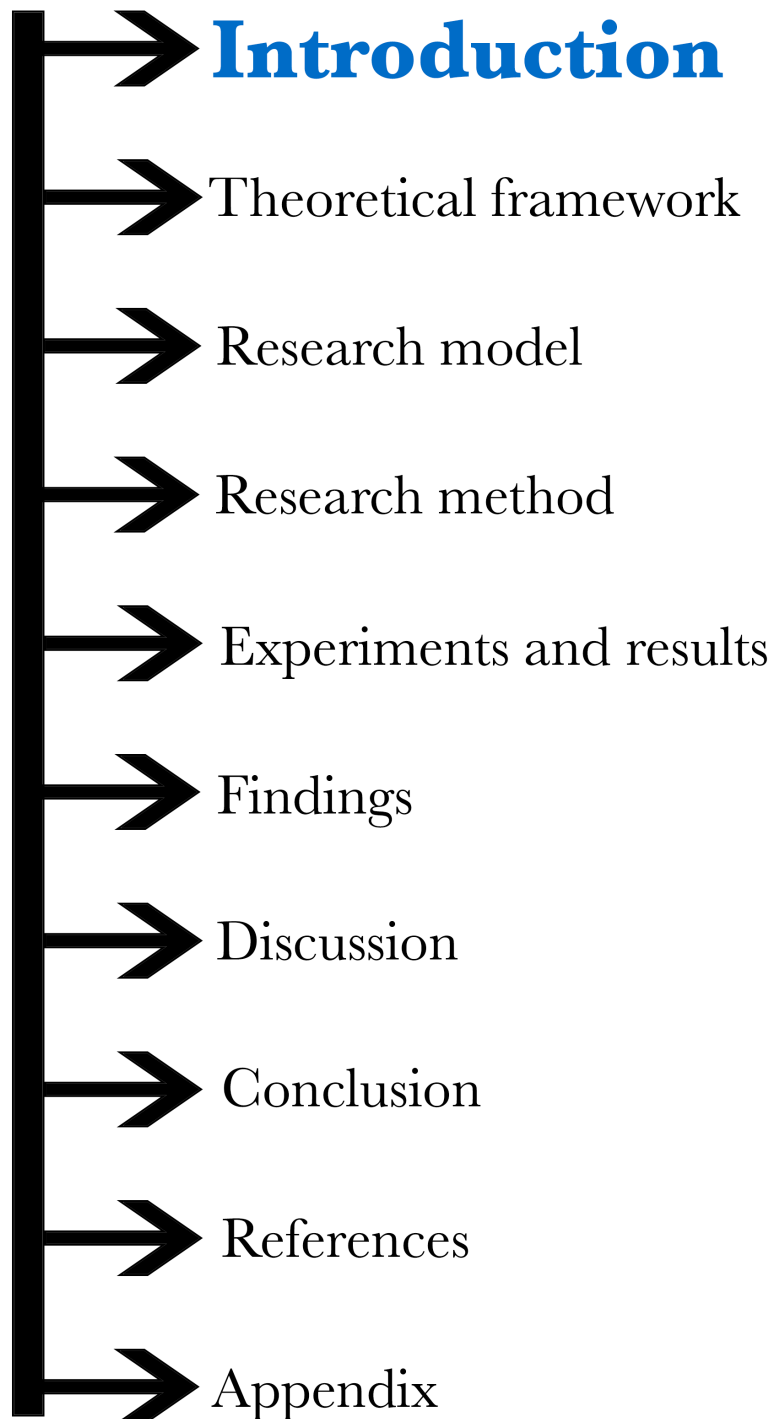 Introduction
Theoretical framework
Research model
Research method
Experiments and results
Findings
Discussion
Conclusion
References
Appendix